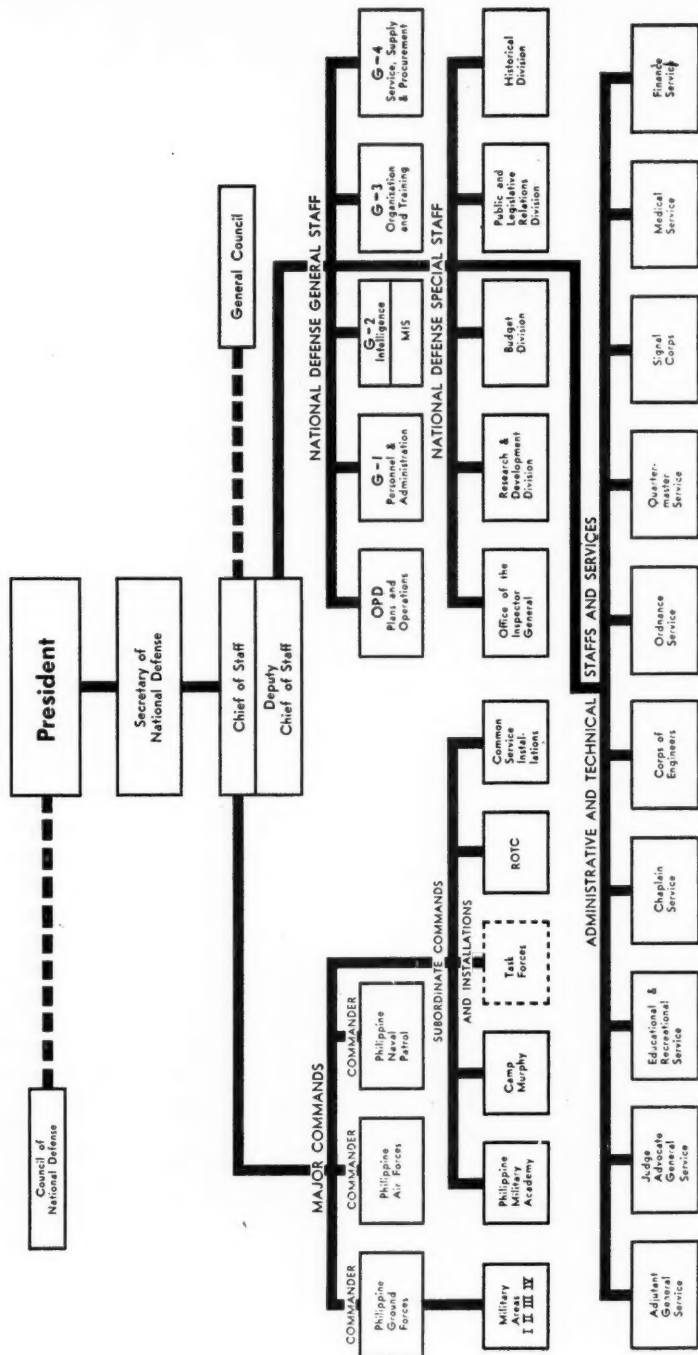 President
Council of
National Defense
Secretary of
National Defense
Chief of Staff
Deputy
Chief of Staff
General Council
MAJOR COMMANDS
COMMANDER
Philippine
Ground
Forces
COMMANDER
Philippine
Air Forces
COMMANDER
Philippine
Naval
Patrol
Military
Areas
I II III IV
SUBORDINATE COMMANDS
AND INSTALLATIONS
Philippine
Military
Academy
Camp
Murphy
Task
Forces
ROTC
Common
Service
Instal-
lations
NATIONAL DEFENSE GENERAL STAFF
OPD
Plans and
Operations
G-1
Personnel &
Administration
G-2
Intelligence
MIS
G-3
Organization
and Training
G-4
Service, Supply
& Procurement
NATIONAL DEFENSE SPECIAL STAFF
Office of the
Inspector
General
Research &
Development
Division
Budget
Division
Public and
Legislative
Relations
Division
Historical
Division
ADMINISTRATIVE AND TECHNICAL STAFFS AND SERVICES
Adjutant
General
Service
Judge
Advocate
General
Service
Educational &
Recreational
Service
Chaplain
Service
Corps of
Engineers
Ordnance
Service
Quarter-
master
Service
Signal
Corps
Medical
Service
Finance
Service